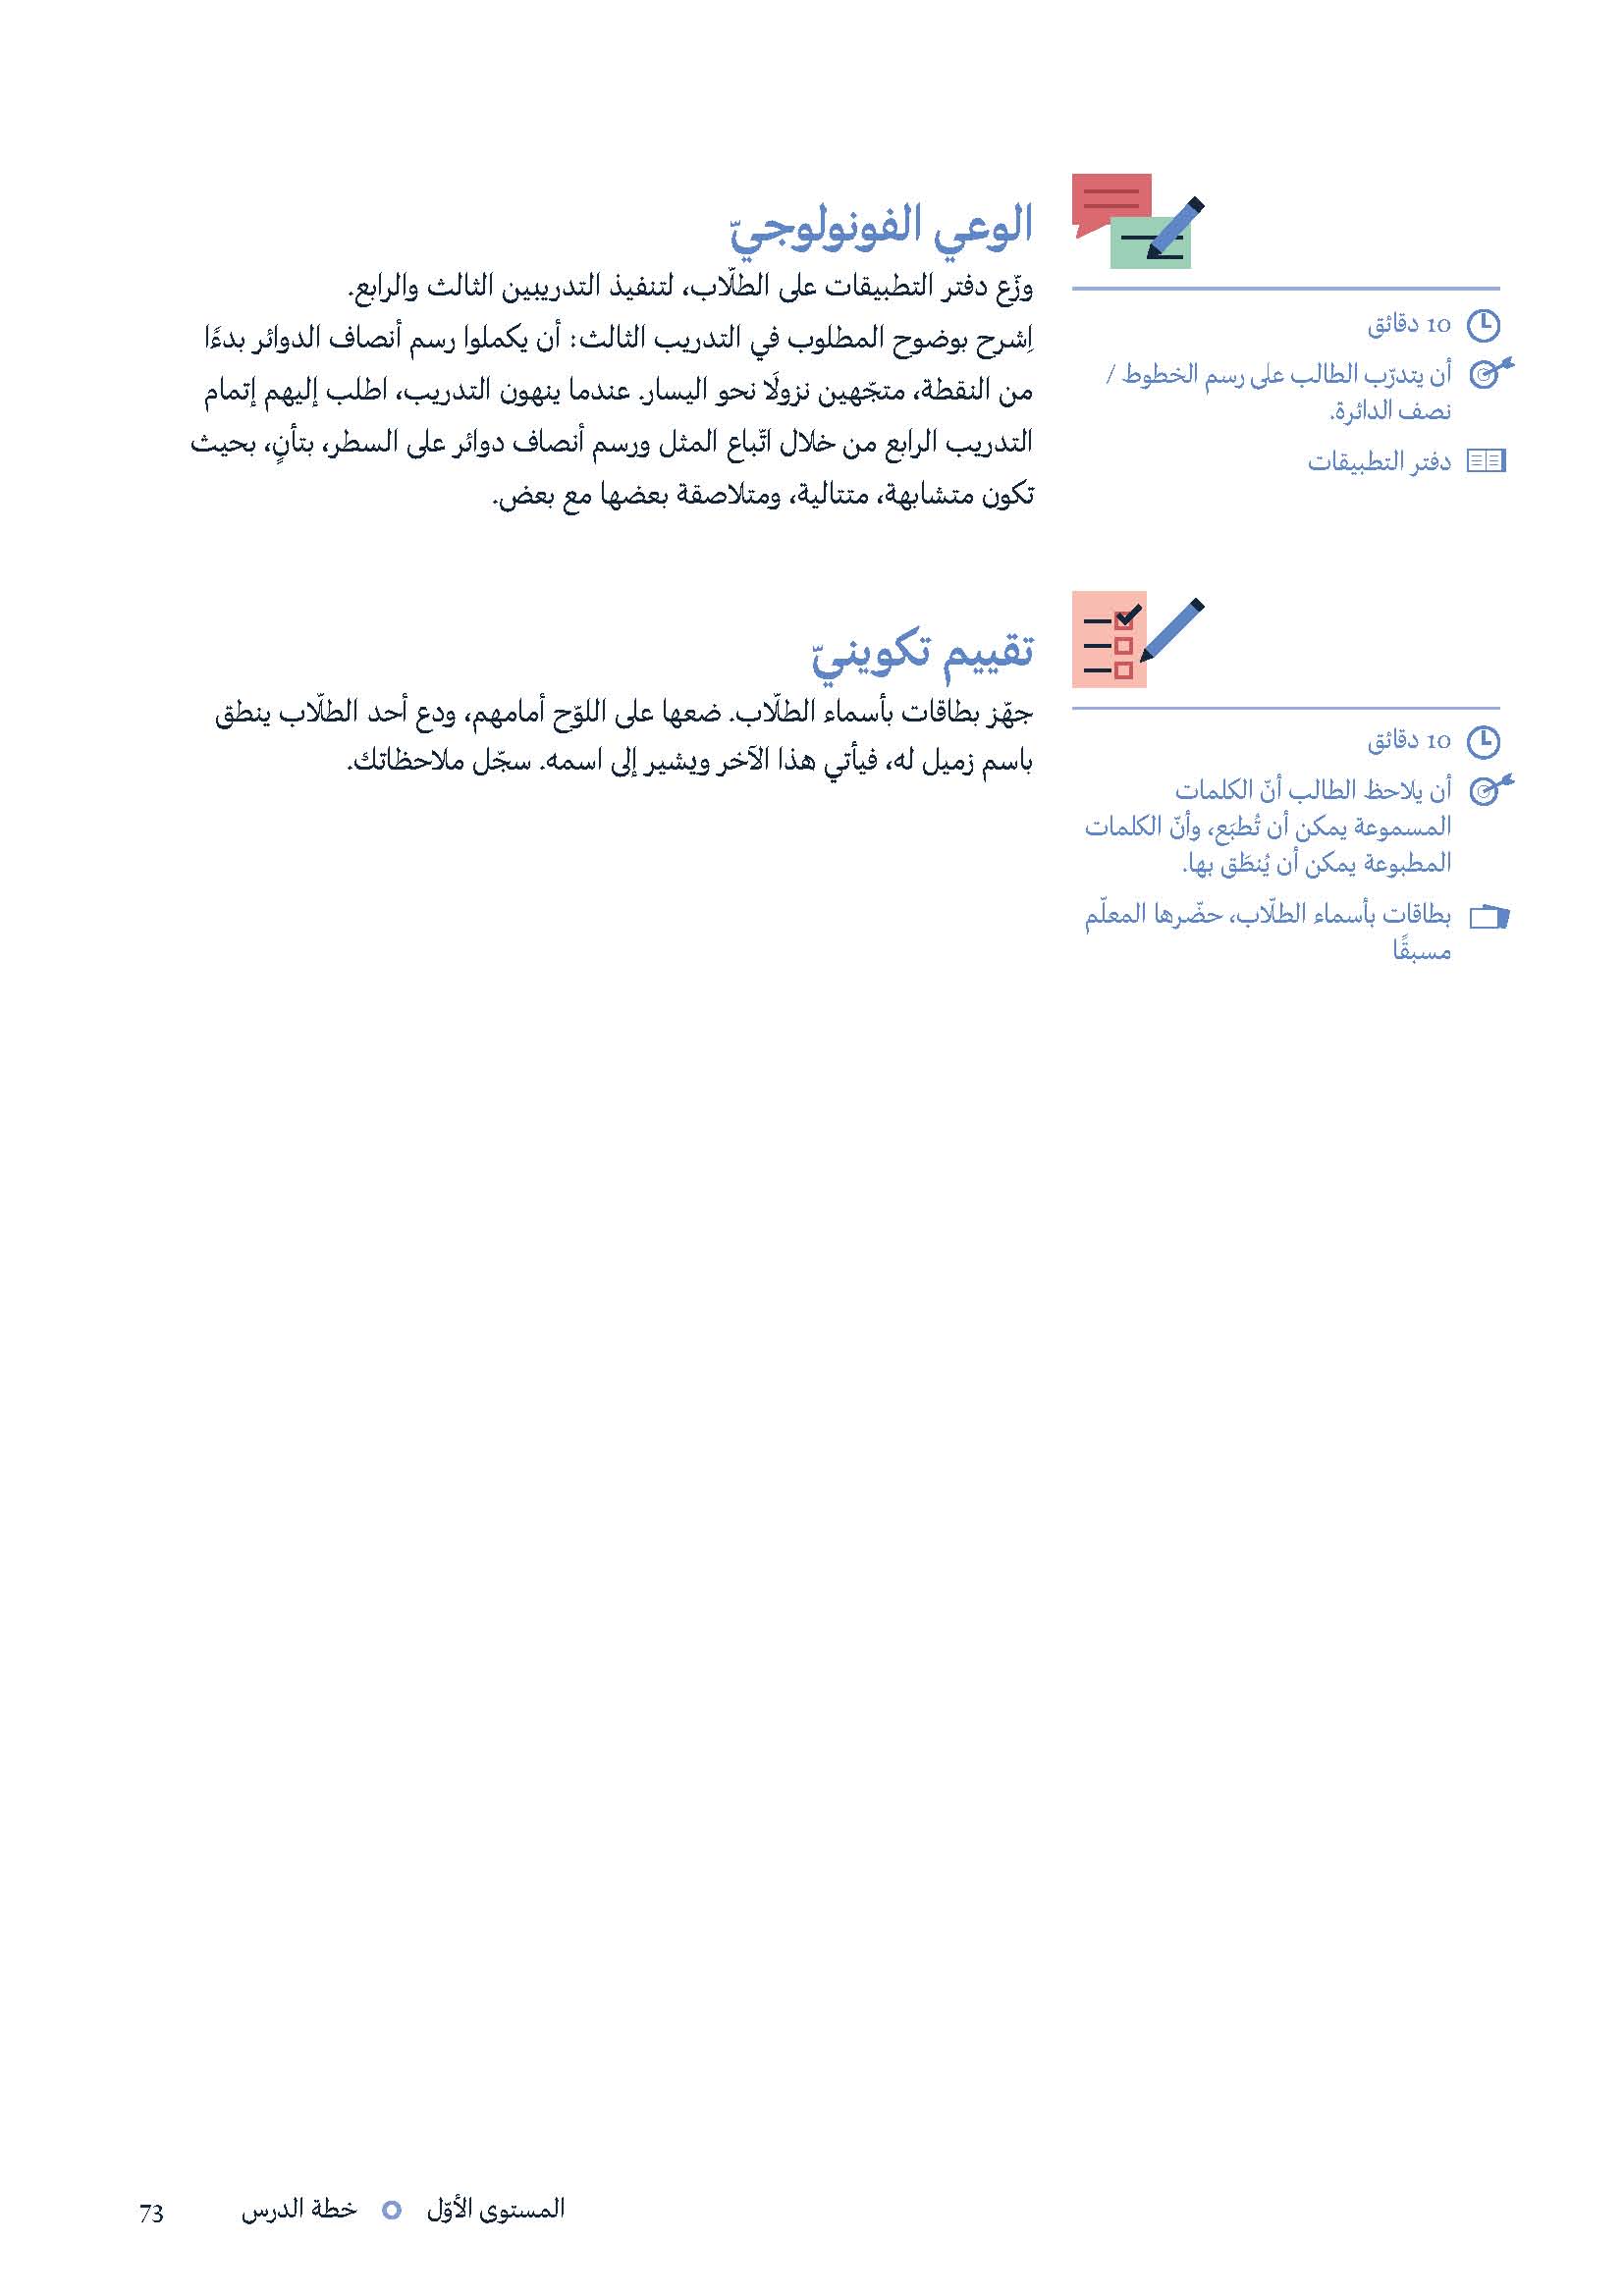 10 دقائق
أن يتدرّب الطالب على رسم الخطوط /
نصف الدائرة.
دفتر التطبيقات
الوعي الفونولوجيّ
وزّع دفتر التطبيقات على الطلّاب، لتنفيذ التدريبين الثالث والرابع.
اِشرح بوضوح المطلوب في التدريب الثالث: أن يكملوا رسم أنصاف الدوائر بدءًا
من النقطة، متجّهين نزولًا نحو اليسار. عندما ينهون التدريب، اطلب إليهم إتمام
التدريب الرابع من خلال اتّباع المثل ورسم أنصاف دوائر على السطر، بتأنٍ، بحيث
تكون متشابهة، متتالية، ومتلاصقة بعضها مع بعض.
10 دقائق
أن يلاحظ الطالب أنّ الكلمات
المسموعة يمكن أن تُطبَع، وأنّ الكلمات
المطبوعة يمكن أن يُنطَق بها.
بطاقات بأسماء الطلّاب، حضّرها المعلّم
مسبقًا
تقييم تكوينيّ
جهّز بطاقات بأسماء الطلّاب. ضعها على اللوّح أمامهم، ودع أحد الطلّاب ينطق
باسم زميل له، فيأتي هذا الآخر ويشير إلى اسمه. سجّل ملاحظاتك.
المستوى الأوّل خطة الدرس 73